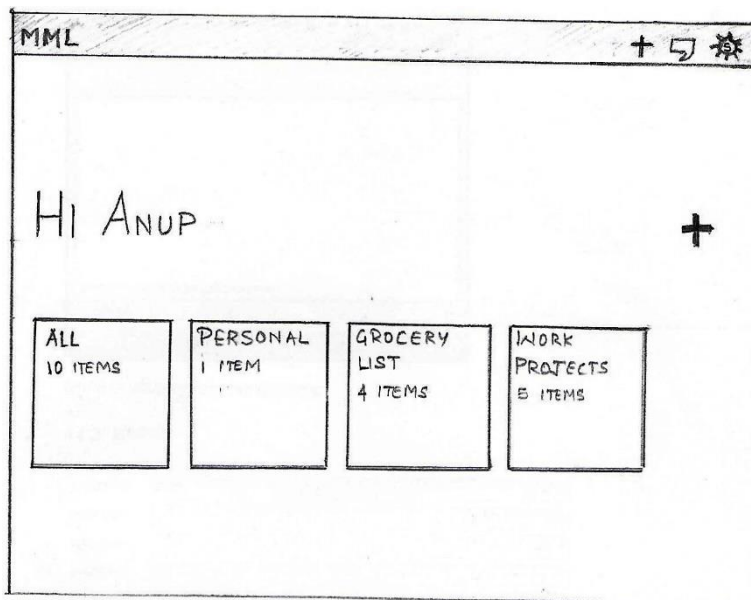 MML
HI ANUP
ALL
10 ITEMS
PERSONAL
1 ITEM
GROCERY
LIST
4 ITEMS
WORK
PROJECTS
5 ITEMS